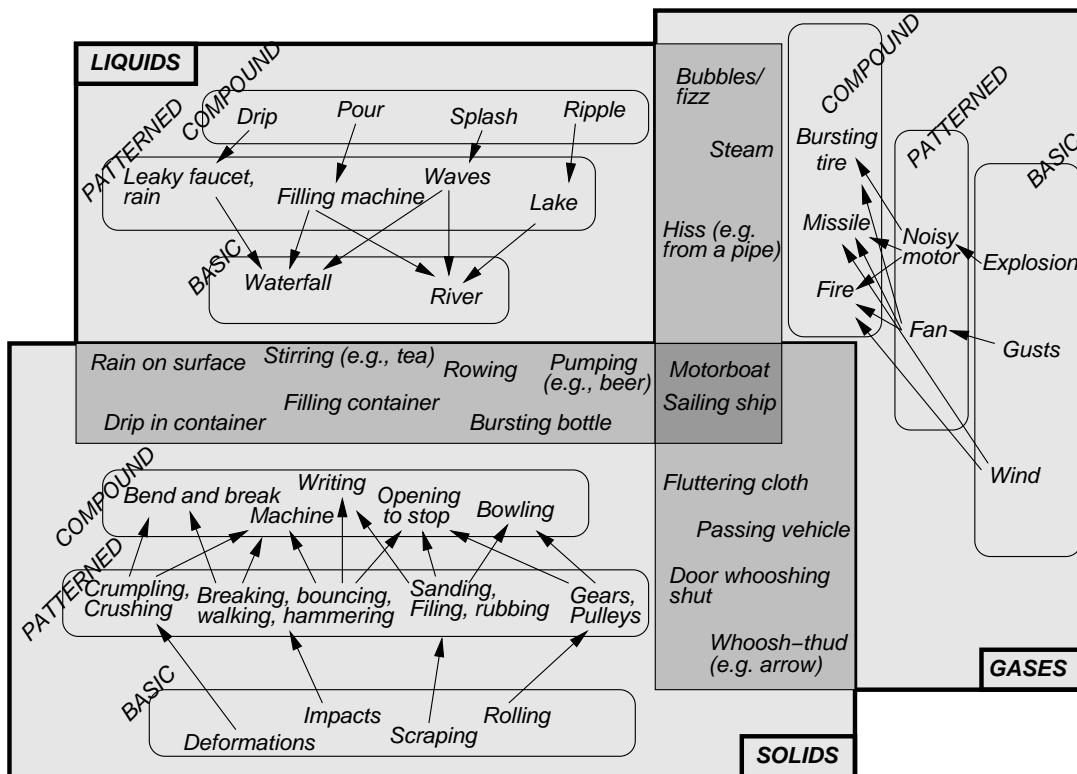 LIQUIDS
COMPOUND
Drip
Pour
Splash
Ripple
PATTERNED
Leaky faucet,
rain
Filling machine
Waves
Lake
BASIC
Waterfall
River
Bubbles/
fizz
Steam
Hiss (e.g.
from a pipe)
COMPOUND
Bursting
tire
Missile
Fire
PATTERNED
Noisy
motor
Fan
BASIC
Explosion
Gusts
Wind
GASES
Rain on surface
Stirring (e.g., tea)
Rowing
Pumping
(e.g., beer)
Drip in container
Filling container
Bursting bottle
Motorboat
Sailing ship
Fluttering cloth
Passing vehicle
Door whooshing
shut
Whoosh−thud
(e.g. arrow)
COMPOUND
Bend and break
Writing
Machine
Opening
to stop
Bowling
PATTERNED
Crumpling,
Crushing
Breaking, bouncing,
walking, hammering
Sanding,
Filing, rubbing
Gears,
Pulleys
BASIC
Deformations
Impacts
Scraping
Rolling
SOLIDS